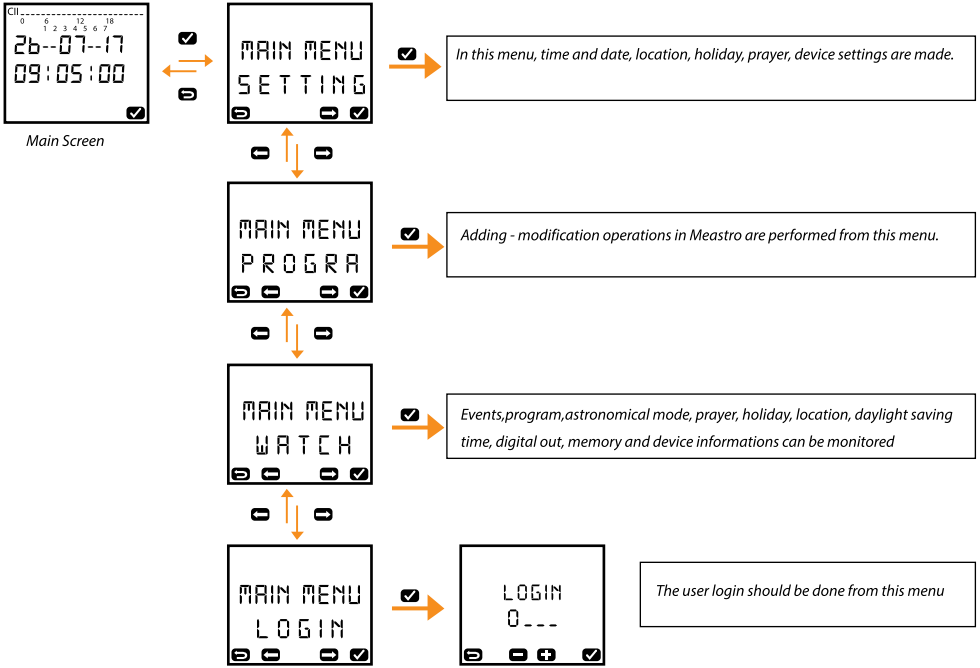 CII
0 6 12 18
1 2 3 4 5 6 7
26--07--17
09:05:00
Main Screen
MAIN MENU
SETTING
In this menu, time and date, location, holiday, prayer, device settings are made.
MAIN MENU
PROGRA
Adding - modification operations in Meastro are performed from this menu.
MAIN MENU
WATCH
Events,program,astronomical mode, prayer, holiday, location, daylight saving
time, digital out, memory and device informations can be monitored
MAIN MENU
LOGIN
LOGIN
0___
The user login should be done from this menu